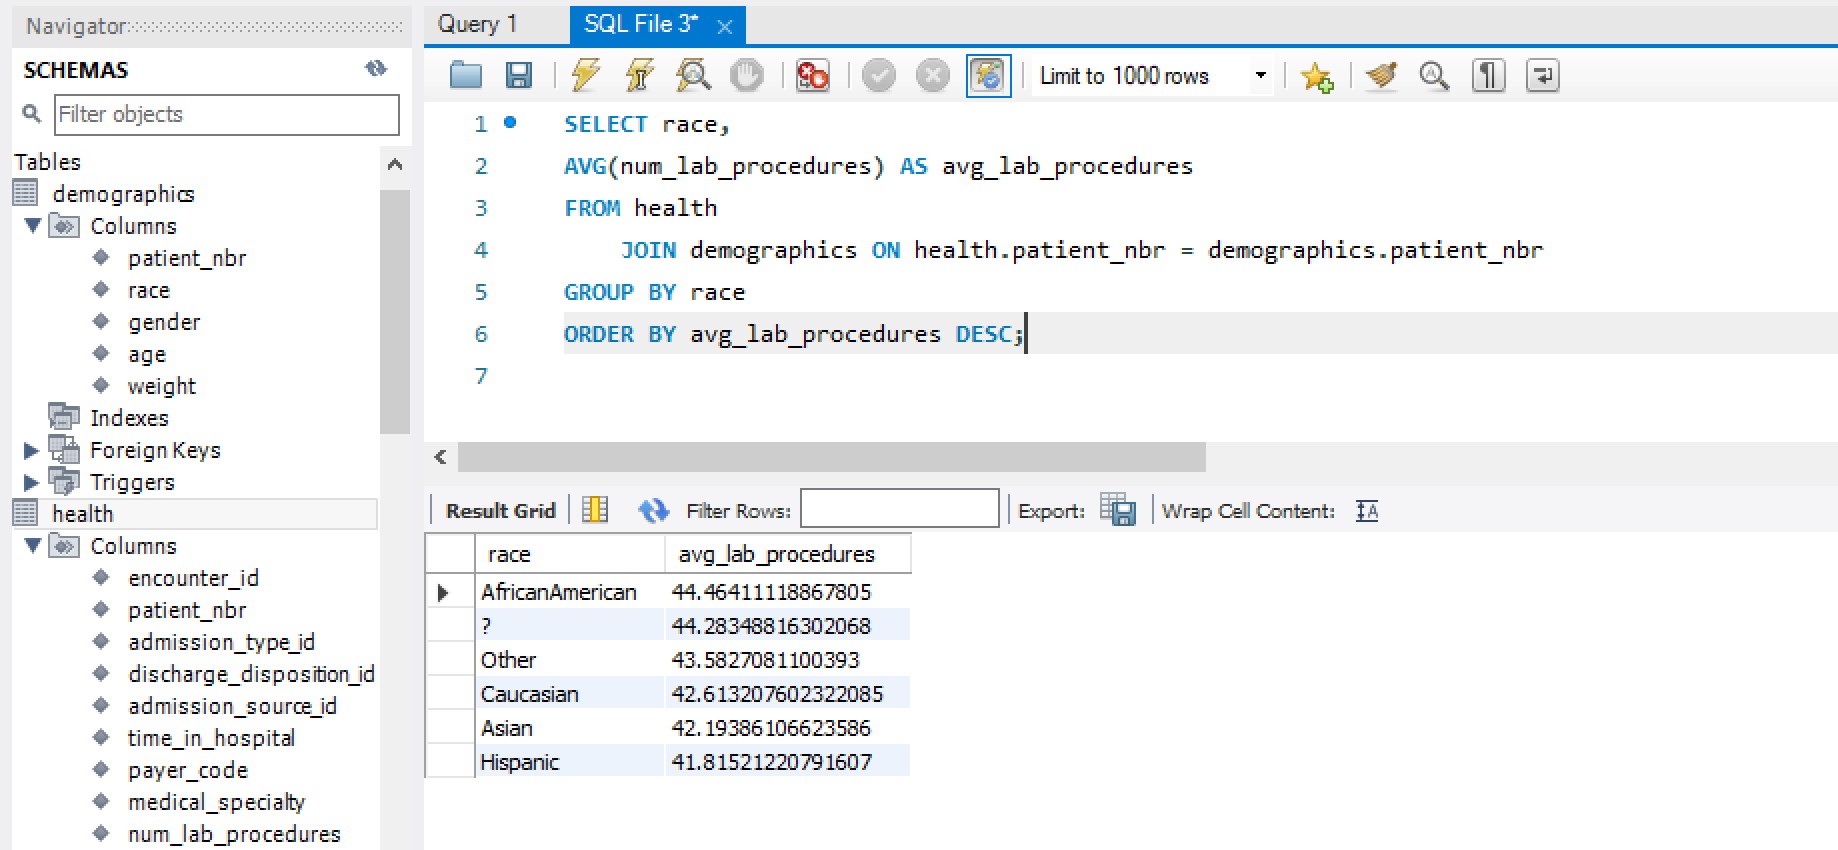 Navigator
SCHEMAS
Filter objects
Tables
demographics
Columns
patient_nbr
race
gender
age
weight
Indexes
Foreign Keys
Triggers
health
Columns
encounter_id
patient_nbr
admission_type_id
discharge_disposition_id
admission_source_id
time_in_hospital
payer_code
medical_specialty
num_lab_procedures
Query 1 SQL File 3*
Limit to 1000 rows
1 SELECT race,
2 AVG(num_lab_procedures) AS avg_lab_procedures
3 FROM health
4 JOIN demographics ON health.patient_nbr = demographics.patient_nbr
5 GROUP BY race
6 ORDER BY avg_lab_procedures DESC;
7
Result Grid Filter Rows: Export: Wrap Cell Content:
race avg_lab_procedures
AfricanAmerican 44.46411118867805
? 44.28348816302068
Other 43.5827081100393
Caucasian 42.613207602322085
Asian 42.19386106623586
Hispanic 41.81521220791607